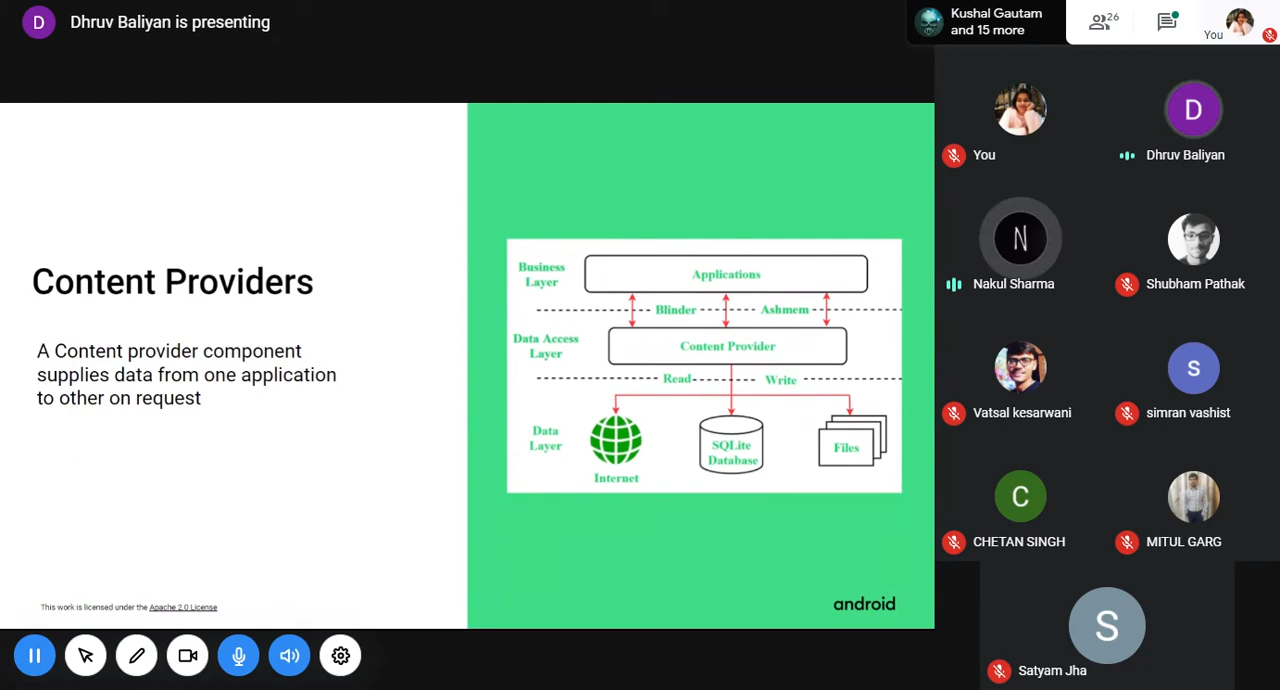 D
Dhruv Baliyan is presenting
Kushal Gautam
and 15 more
26
You
Content Providers
A Content provider component
supplies data from one application
to other on request
This work is licensed under the Apache 2.0 License
Business
Layer
Applications
Blinder
Ashmem
Data Access
Layer
Content Provider
Read
Write
Data
Layer
Internet
SQLite
Database
Files
android
You
D
Dhruv Baliyan
N
Nakul Sharma
Shubham Pathak
Vatsal kesarwani
s
simran vashist
C
CHETAN SINGH
MITUL GARG
S
Satyam Jha